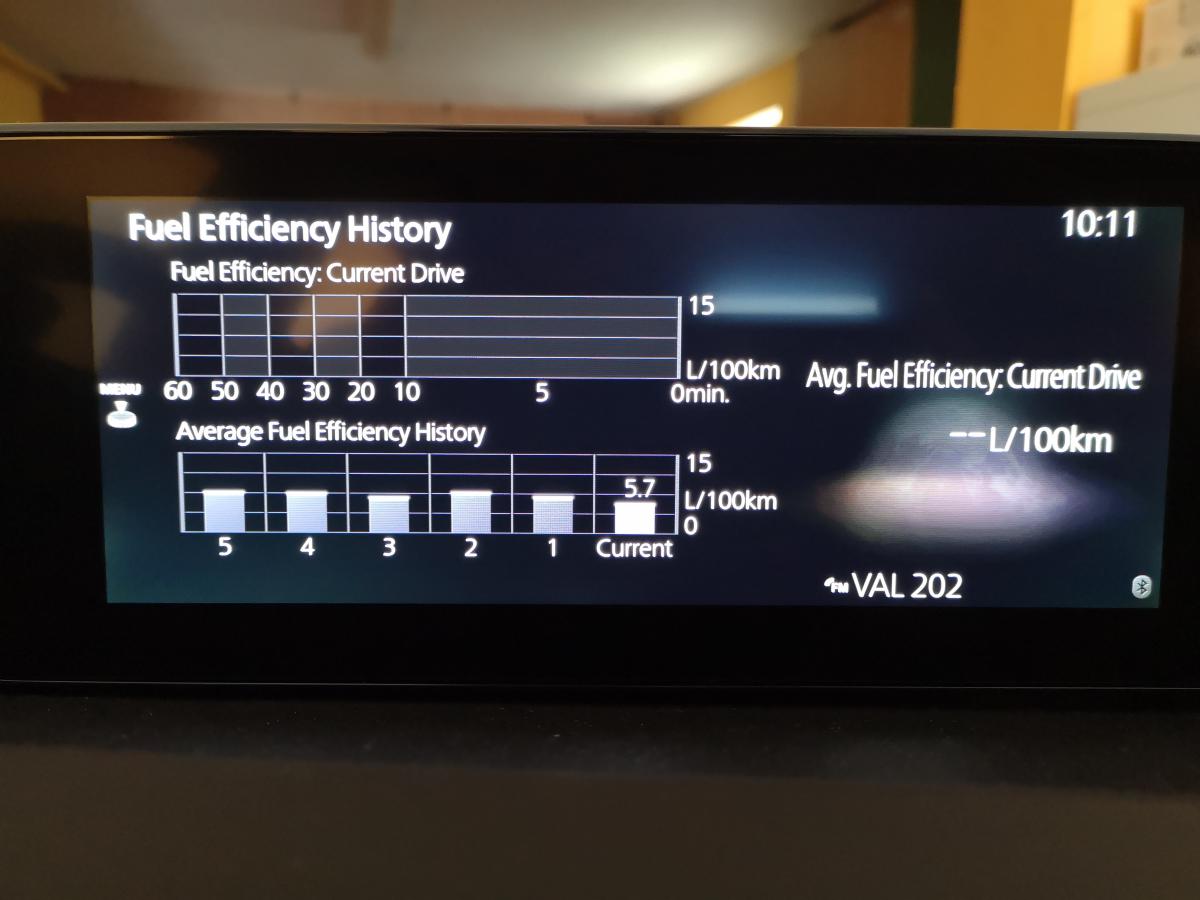 Fuel Efficiency History
10:11
Fuel Efficiency: Current Drive
15
L/100km
60 50 40 30 20 10 5 0min.
MENU
Avg. Fuel Efficiency: Current Drive
--L/100km
Average Fuel Efficiency History
15
5.7
L/100km
0
5 4 3 2 1 Current
FM VAL 202